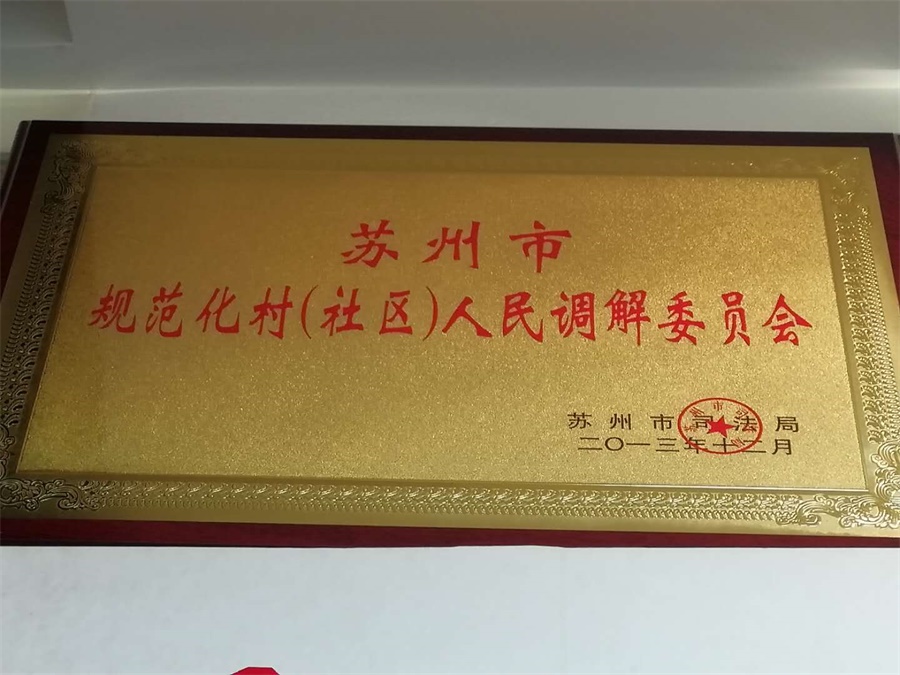 苏州市
规范化村(社区)人民调解委员会
苏州市司法局
二〇一三年十二月